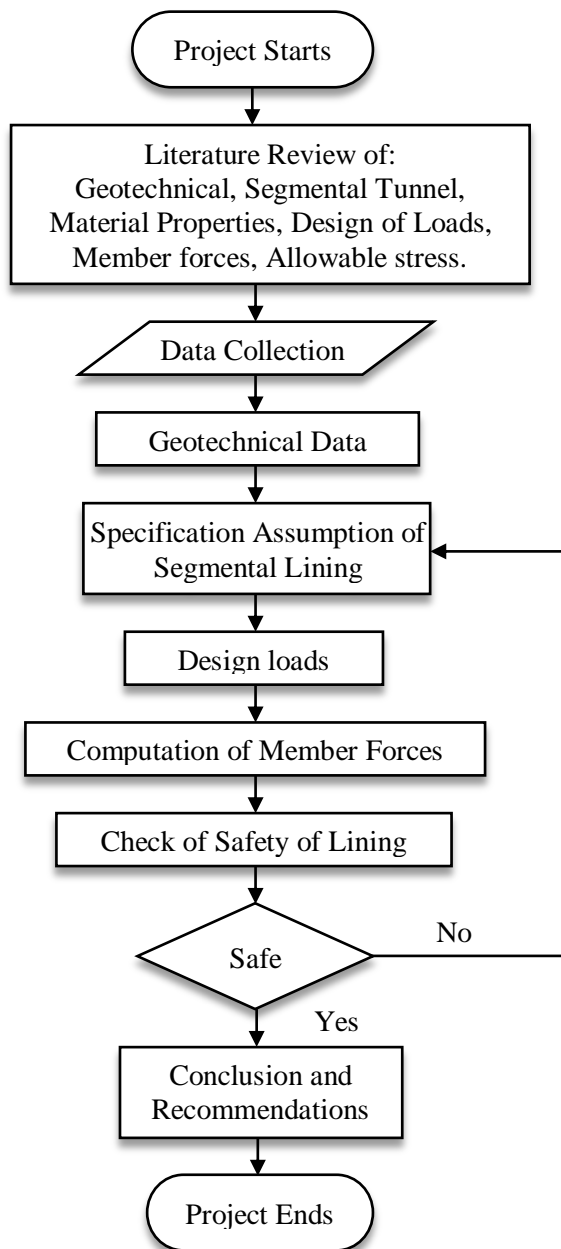 Project Starts
Literature Review of:
Geotechnical, Segmental Tunnel,
Material Properties, Design of Loads,
Member forces, Allowable stress.
Data Collection
Geotechnical Data
Specification Assumption of
Segmental Lining
Design loads
Computation of Member Forces
Check of Safety of Lining
Safe
No
Yes
Conclusion and
Recommendations
Project Ends